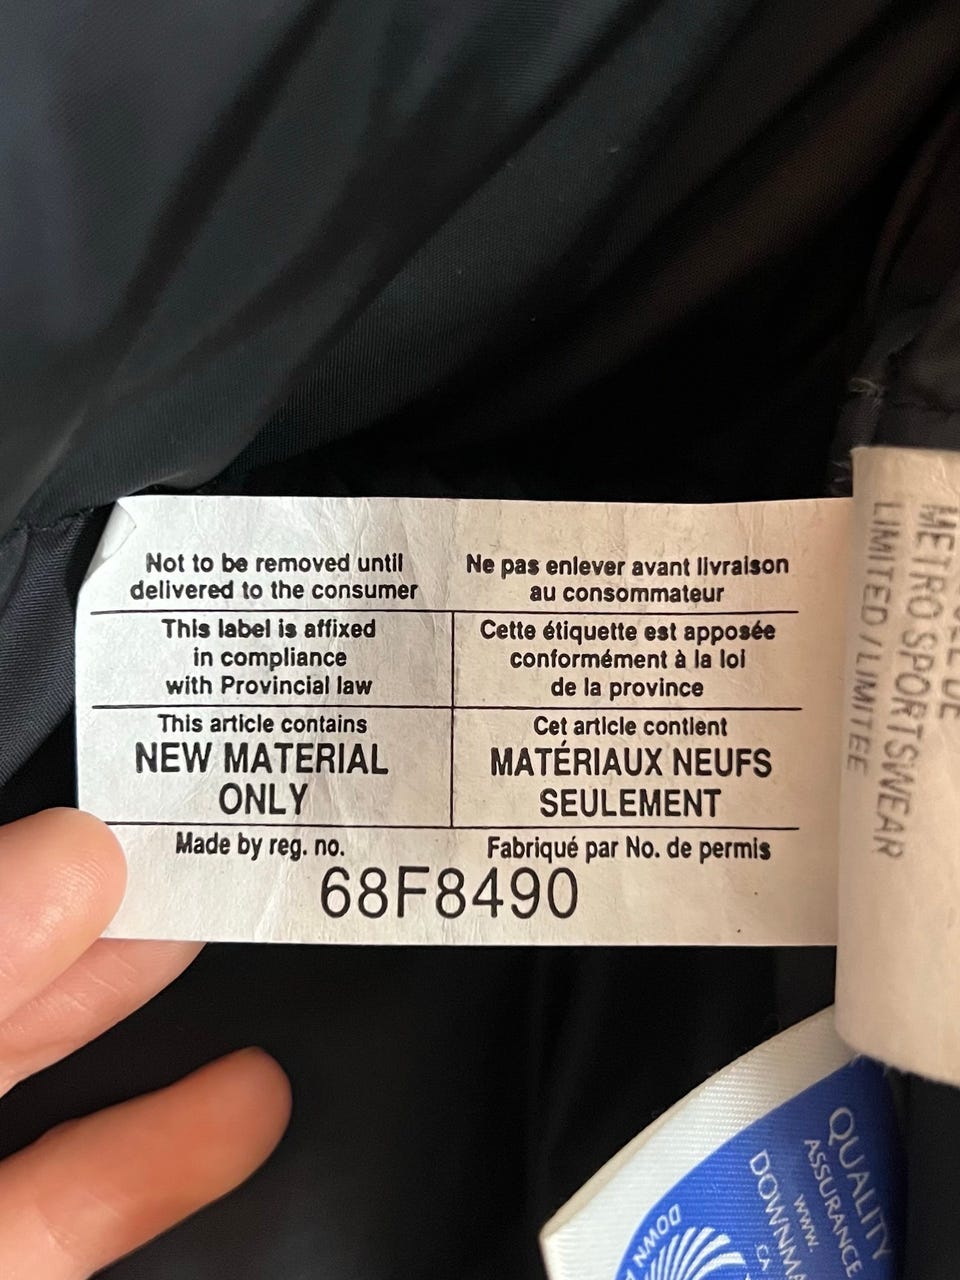 Not to be removed until
delivered to the consumer
Ne pas enlever avant livraison
au consommateur
This label is affixed
in compliance
with Provincial law
Cette étiquette est apposée
conformément à la loi
de la province
This article contains
NEW MATERIAL
ONLY
Cet article contient
MATÉRIAUX NEUFS
SEULEMENT
Made by reg. no.
Fabriqué par No. de permis
68F8490
DE
METRO SPORTSWEAR
LIMITED / LIMITEE
QUALITY
ASSURANCE
www.
DOWN